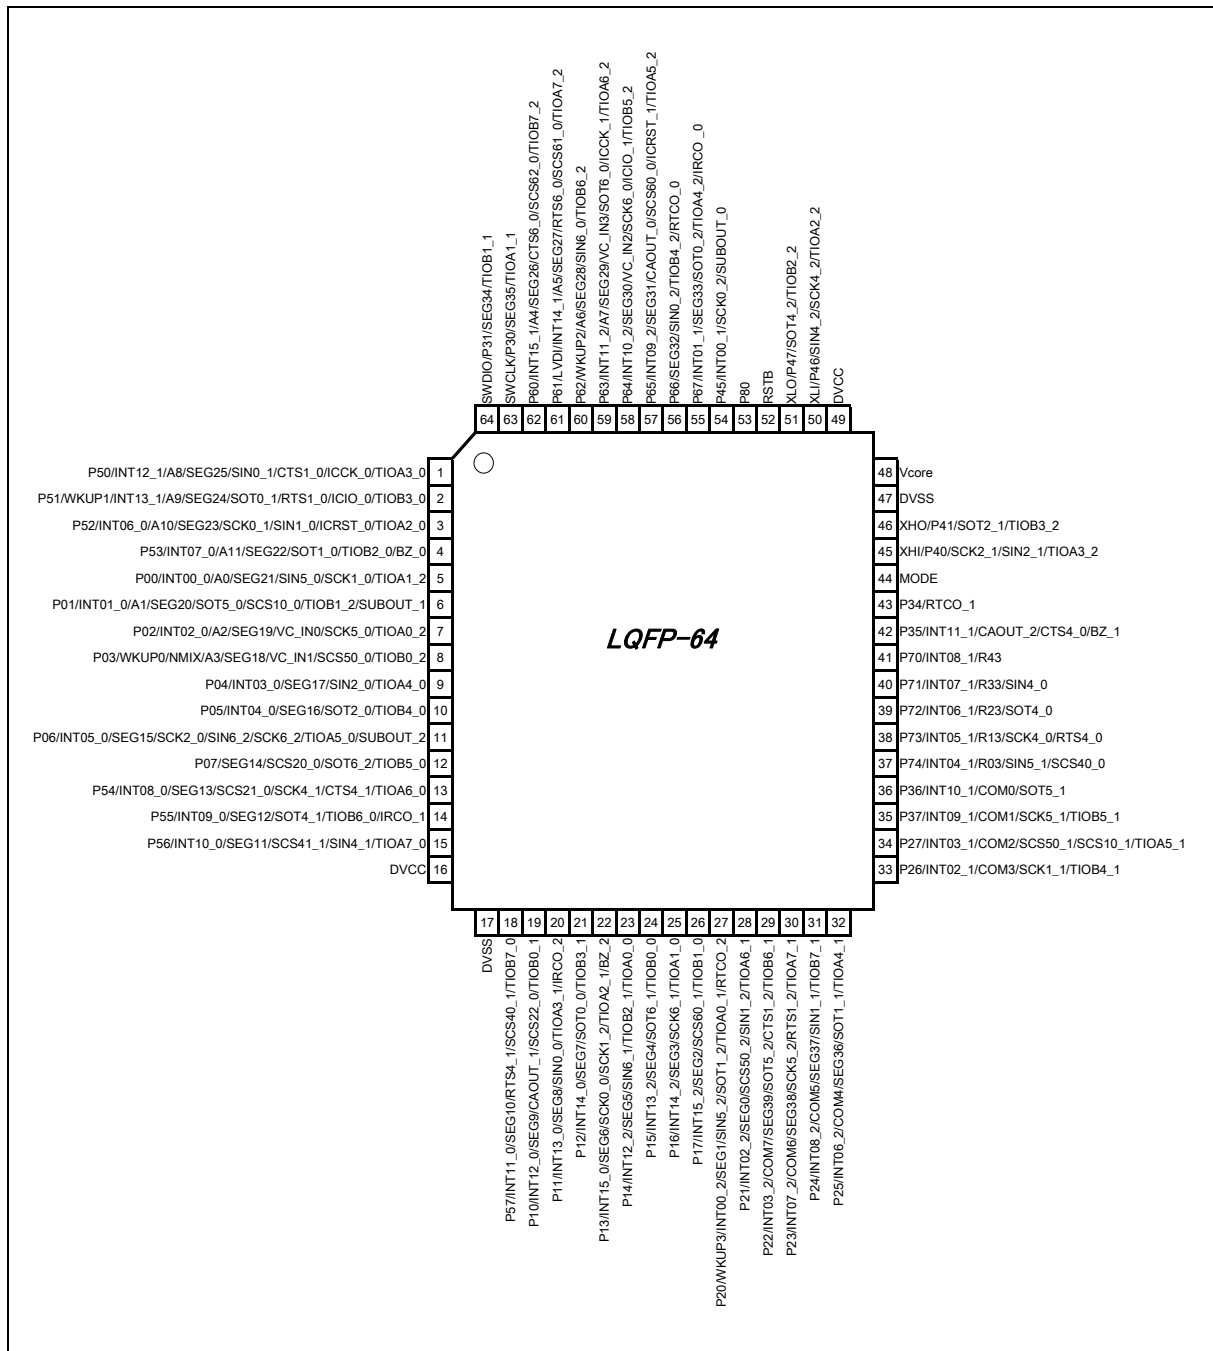 SWDIO/P31/SEG34/TIOB1_1
SWCLK/P30/SEG35/TIOA1_1
P60/INT15_1/A4/SEG26/CTS6_0/SCS62_0/TIOB7_2
P61/LVDI/INT14_1/A5/SEG27/RTS6_0/SCS61_0/TIOA7_2
P62/WKUP2/A6/SEG28/SIN6_0/TIOB6_2
P63/INT11_2/A7/SEG29/VC_IN3/SOT6_0/ICCK_1/TIOA6_2
P64/INT10_2/SEG30/VC_IN2/SCK6_0/ICIO_1/TIOB5_2
P65/INT09_2/SEG31/CAOUT_0/SCS60_0/ICRST_1/TIOA5_2
P66/SEG32/SIN0_2/TIOB4_2/RTCO_0
P67/INT01_1/SEG33/SOT0_2/TIOA4_2/IRCO _0
P45/INT00_1/SCK0_2/SUBOUT_0
P80
RSTB
XLO/P47/SOT4_2/TIOB2_2
XLI/P46/SIN4_2/SCK4_2/TIOA2_2
DVCC
64 63 62 61 60 59 58 57 56 55 54 53 52 51 50 49
P50/INT12_1/A8/SEG25/SIN0_1/CTS1_0/ICCK_0/TIOA3_0 1
P51/WKUP1/INT13_1/A9/SEG24/SOT0_1/RTS1_0/ICIO_0/TIOB3_0 2
P52/INT06_0/A10/SEG23/SCK0_1/SIN1_0/ICRST_0/TIOA2_0 3
P53/INT07_0/A11/SEG22/SOT1_0/TIOB2_0/BZ_0 4
P00/INT00_0/A0/SEG21/SIN5_0/SCK1_0/TIOA1_2 5
P01/INT01_0/A1/SEG20/SOT5_0/SCS10_0/TIOB1_2/SUBOUT_1 6
P02/INT02_0/A2/SEG19/VC_IN0/SCK5_0/TIOA0_2 7
P03/WKUP0/NMIX/A3/SEG18/VC_IN1/SCS50_0/TIOB0_2 8
P04/INT03_0/SEG17/SIN2_0/TIOA4_0 9
P05/INT04_0/SEG16/SOT2_0/TIOB4_0 10
P06/INT05_0/SEG15/SCK2_0/SIN6_2/SCK6_2/TIOA5_0/SUBOUT_2 11
P07/SEG14/SCS20_0/SOT6_2/TIOB5_0 12
P54/INT08_0/SEG13/SCS21_0/SCK4_1/CTS4_1/TIOA6_0 13
P55/INT09_0/SEG12/SOT4_1/TIOB6_0/IRCO_1 14
P56/INT10_0/SEG11/SCS41_1/SIN4_1/TIOA7_0 15
DVCC 16
LQFP-64
48 Vcore
47 DVSS
46 XHO/P41/SOT2_1/TIOB3_2
45 XHI/P40/SCK2_1/SIN2_1/TIOA3_2
44 MODE
43 P34/RTCO_1
42 P35/INT11_1/CAOUT_2/CTS4_0/BZ_1
41 P70/INT08_1/R43
40 P71/INT07_1/R33/SIN4_0
39 P72/INT06_1/R23/SOT4_0
38 P73/INT05_1/R13/SCK4_0/RTS4_0
37 P74/INT04_1/R03/SIN5_1/SCS40_0
36 P36/INT10_1/COM0/SOT5_1
35 P37/INT09_1/COM1/SCK5_1/TIOB5_1
34 P27/INT03_1/COM2/SCS50_1/SCS10_1/TIOA5_1
33 P26/INT02_1/COM3/SCK1_1/TIOB4_1
17 18 19 20 21 22 23 24 25 26 27 28 29 30 31 32
DVSS
P57/INT11_0/SEG10/RTS4_1/SCS40_1/TIOB7_0
P10/INT12_0/SEG9/CAOUT_1/SCS22_0/TIOB0_1
P11/INT13_0/SEG8/SIN0_0/TIOA3_1/IRCO_2
P12/INT14_0/SEG7/SOT0_0/TIOB3_1
P13/INT15_0/SEG6/SCK0_0/SCK1_2/TIOA2_1/BZ_2
P14/INT12_2/SEG5/SIN6_1/TIOB2_1/TIOA0_0
P15/INT13_2/SEG4/SOT6_1/TIOB0_0
P16/INT14_2/SEG3/SCK6_1/TIOA1_0
P17/INT15_2/SEG2/SCS60_1/TIOB1_0
P20/WKUP3/INT00_2/SEG1/SIN5_2/SOT1_2/TIOA0_1/RTCO_2
P21/INT02_2/SEG0/SCS50_2/SIN1_2/TIOA6_1
P22/INT03_2/COM7/SEG39/SOT5_2/CTS1_2/TIOB6_1
P23/INT07_2/COM6/SEG38/SCK5_2/RTS1_2/TIOA7_1
P24/INT08_2/COM5/SEG37/SIN1_1/TIOB7_1
P25/INT06_2/COM4/SEG36/SOT1_1/TIOA4_1